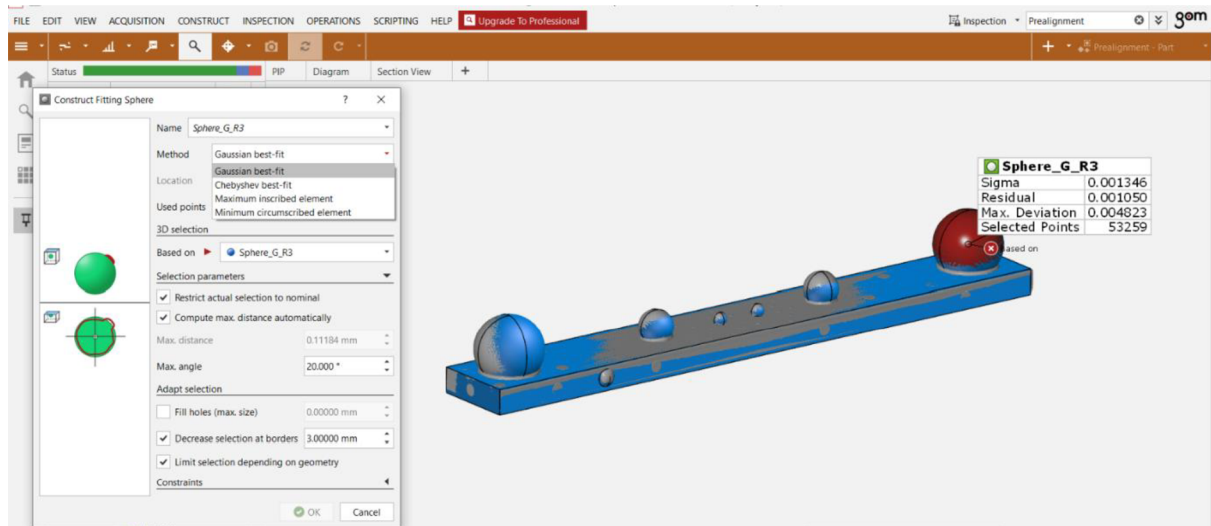 FILE EDIT VIEW ACQUISITION CONSTRUCT INSPECTION OPERATIONS SCRIPTING HELP Upgrade To Professional Inspection Prealignment gom
Prealignment - Part
Status PIP Diagram Section View +
Construct Fitting Sphere ? ×
Name Sphere_G_R3
Method Gaussian best-fit
Gaussian best-fit
Location Chebyshev best-fit
Maximum inscribed element
Used points Minimum circumscribed element
3D selection
Based on Sphere_G_R3
Selection parameters
Restrict actual selection to nominal
Compute max. distance automatically
Max. distance 0.11184 mm
Max. angle 20.000 °
Adapt selection
Fill holes (max. size) 0.00000 mm
Decrease selection at borders 3.00000 mm
Limit selection depending on geometry
Constraints
OK Cancel
Sphere_G_R3
Sigma 0.001346
Residual 0.001050
Max. Deviation 0.004823
Selected Points 53259
Based on